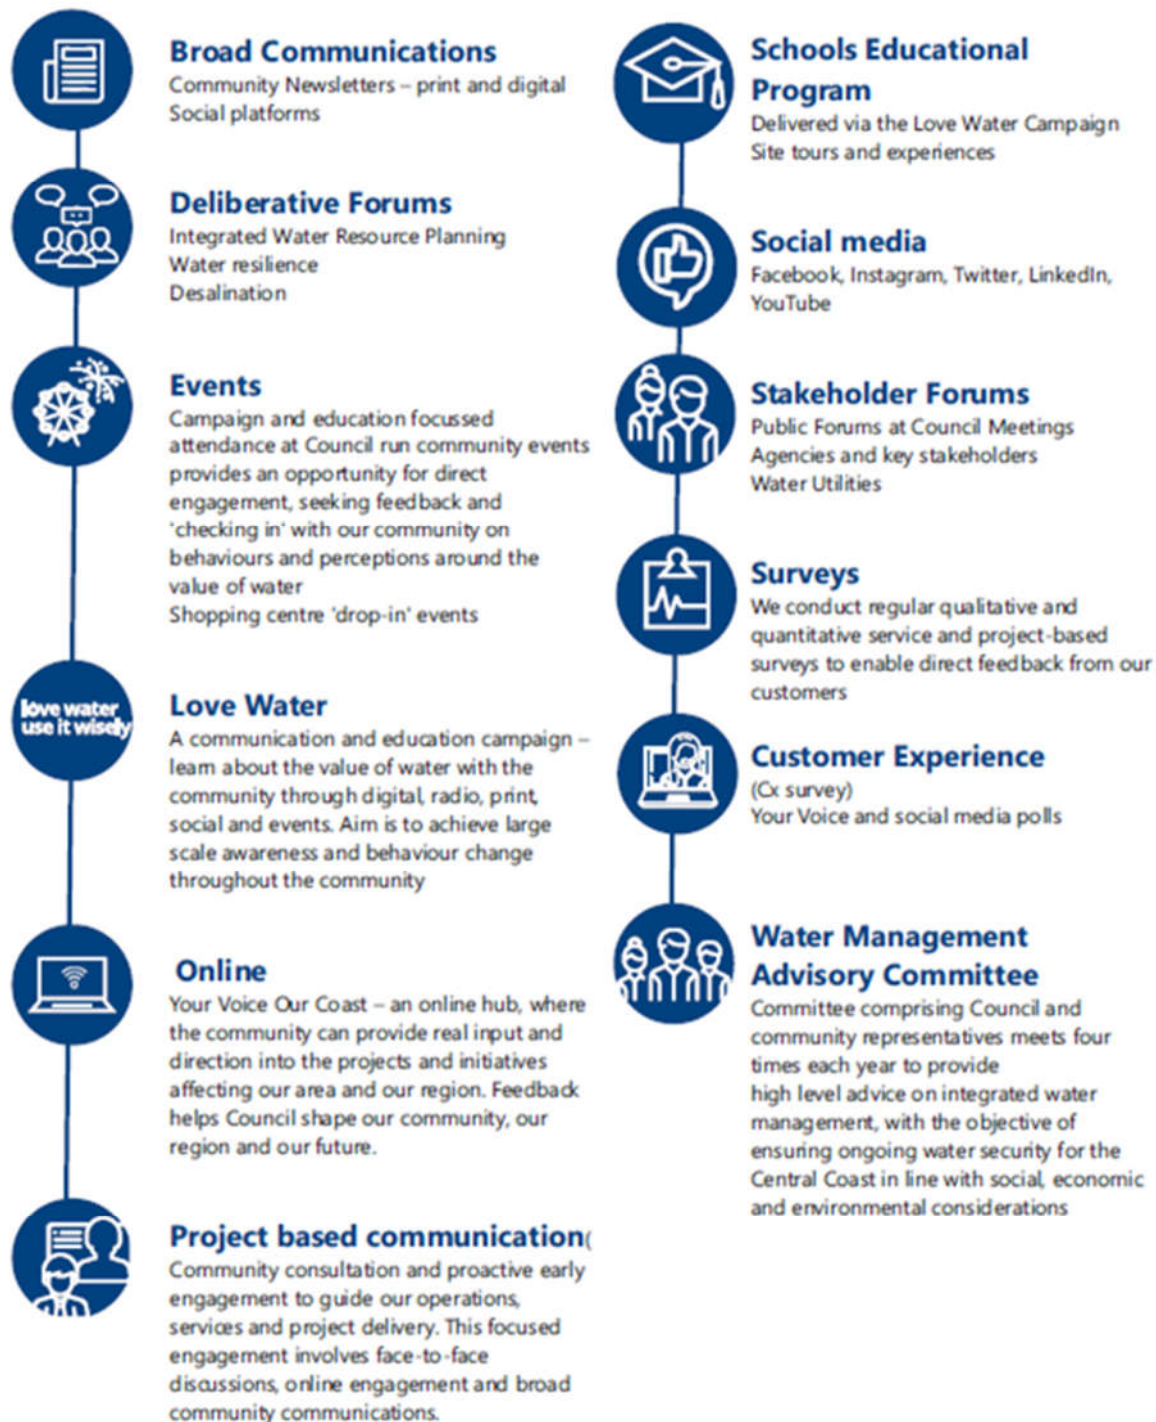 Broad Communications
Community Newsletters – print and digital
Social platforms
Deliberative Forums
Integrated Water Resource Planning
Water resilience
Desalination
Events
Campaign and education focussed
attendance at Council run community events
provides an opportunity for direct
engagement, seeking feedback and
'checking in' with our community on
behaviours and perceptions around the
value of water
Shopping centre 'drop-in' events
love water
use it wisely
Love Water
A communication and education campaign –
learn about the value of water with the
community through digital, radio, print,
social and events. Aim is to achieve large
scale awareness and behaviour change
throughout the community
Online
Your Voice Our Coast – an online hub, where
the community can provide real input and
direction into the projects and initiatives
affecting our area and our region. Feedback
helps Council shape our community, our
region and our future.
Project based communication(
Community consultation and proactive early
engagement to guide our operations,
services and project delivery. This focused
engagement involves face-to-face
discussions, online engagement and broad
community communications.
Schools Educational
Program
Delivered via the Love Water Campaign
Site tours and experiences
Social media
Facebook, Instagram, Twitter, LinkedIn,
YouTube
Stakeholder Forums
Public Forums at Council Meetings
Agencies and key stakeholders
Water Utilities
Surveys
We conduct regular qualitative and
quantitative service and project-based
surveys to enable direct feedback from our
customers
Customer Experience
(Cx survey)
Your Voice and social media polls
Water Management
Advisory Committee
Committee comprising Council and
community representatives meets four
times each year to provide
high level advice on integrated water
management, with the objective of
ensuring ongoing water security for the
Central Coast in line with social, economic
and environmental considerations